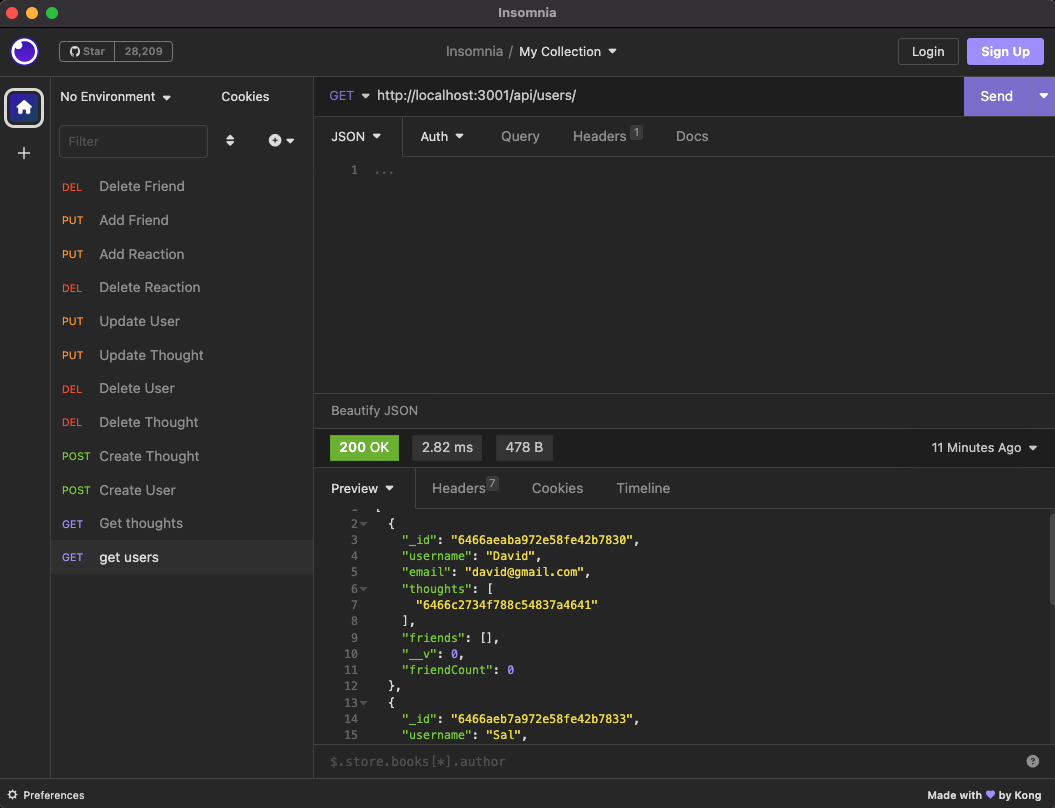 Insomnia
Star 28,209
Insomnia / My Collection
Login
Sign Up
No Environment
Cookies
Filter
DEL Delete Friend
PUT Add Friend
PUT Add Reaction
DEL Delete Reaction
PUT Update User
PUT Update Thought
DEL Delete User
DEL Delete Thought
POST Create Thought
POST Create User
GET Get thoughts
GET get users
GET http://localhost:3001/api/users/
Send
JSON Auth Query Headers 1 Docs
1 ...
Beautify JSON
200 OK 2.82 ms 478 B 11 Minutes Ago
Preview Headers 7 Cookies Timeline
1 [
2 {
3 "_id": "6466aeaba972e58fe42b7830",
4 "username": "David",
5 "email": "david@gmail.com",
6 "thoughts": [
7 "6466c2734f788c54837a4641"
8 ],
9 "friends": [],
10 "__v": 0,
11 "friendCount": 0
12 },
13 {
14 "_id": "6466aeb7a972e58fe42b7833",
15 "username": "Sal",
$.store.books[*].author
?
Preferences
Made with 💜 by Kong